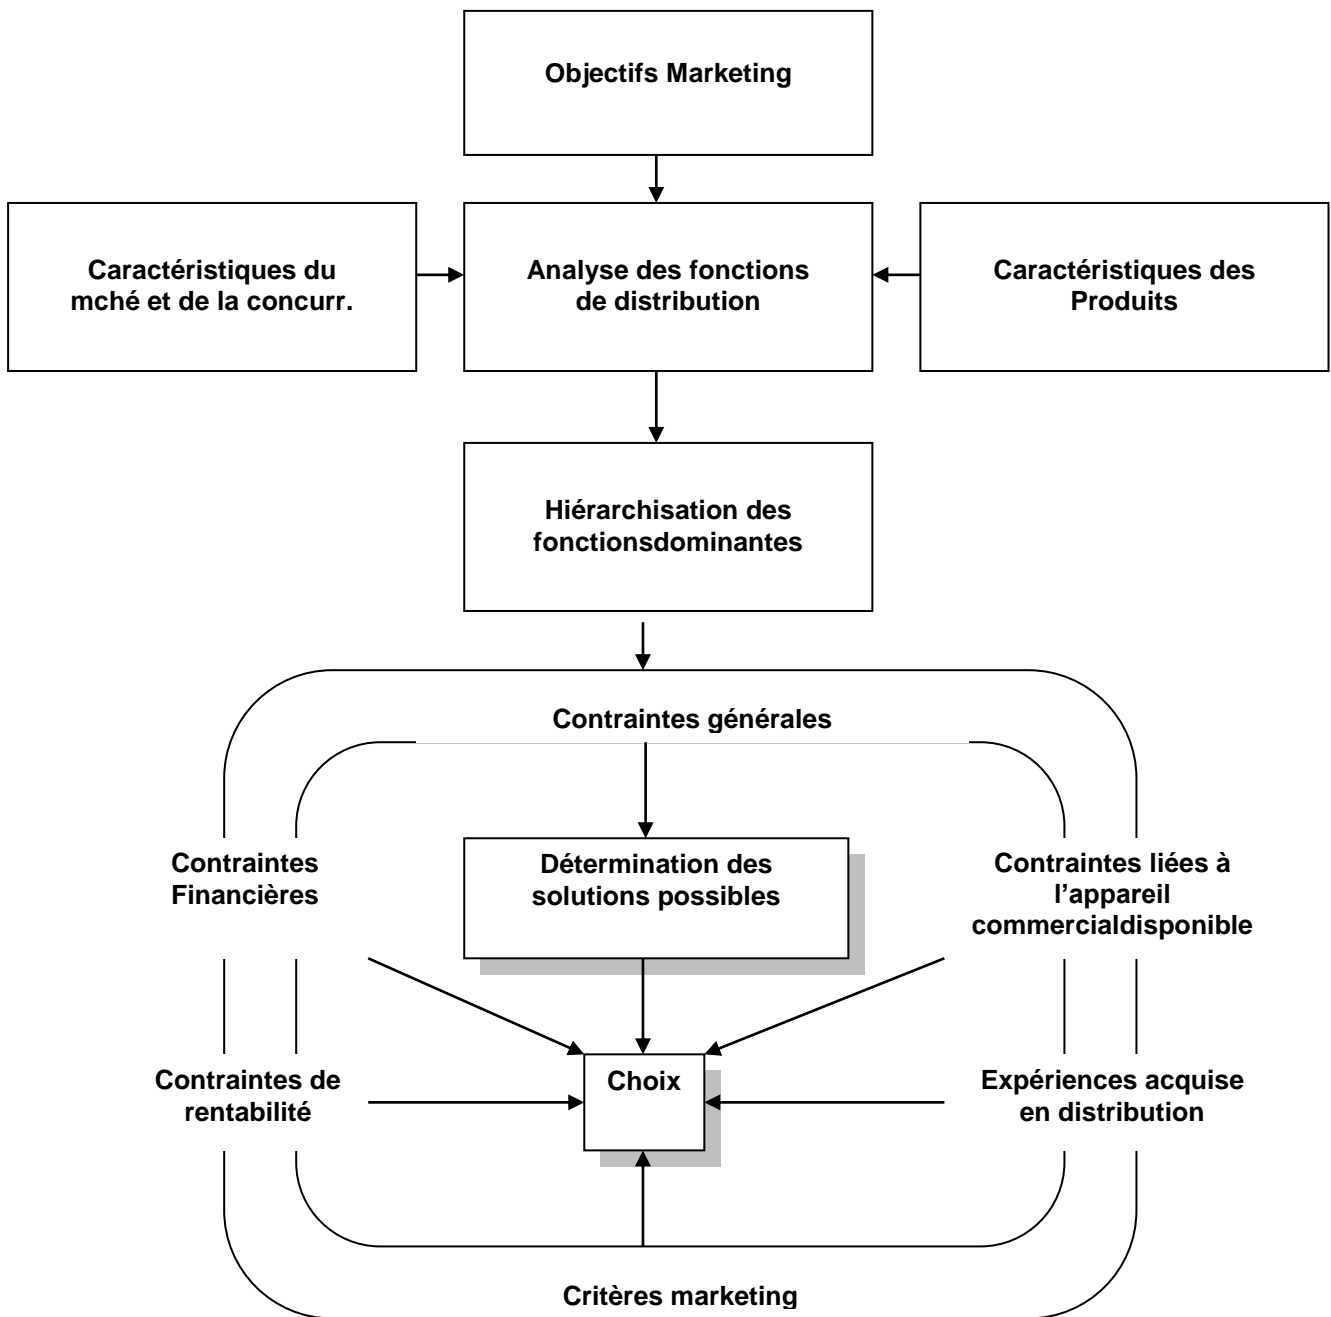 Objectifs Marketing
Caractéristiques du
mché et de la concurr.
Analyse des fonctions
de distribution
Caractéristiques des
Produits
Hiérarchisation des
fonctionsdominantes
Contraintes générales
Contraintes
Financières
Détermination des
solutions possibles
Contraintes liées à
l’appareil
commercialdisponible
Contraintes de
rentabilité
Choix
Expériences acquise
en distribution
Critères marketing